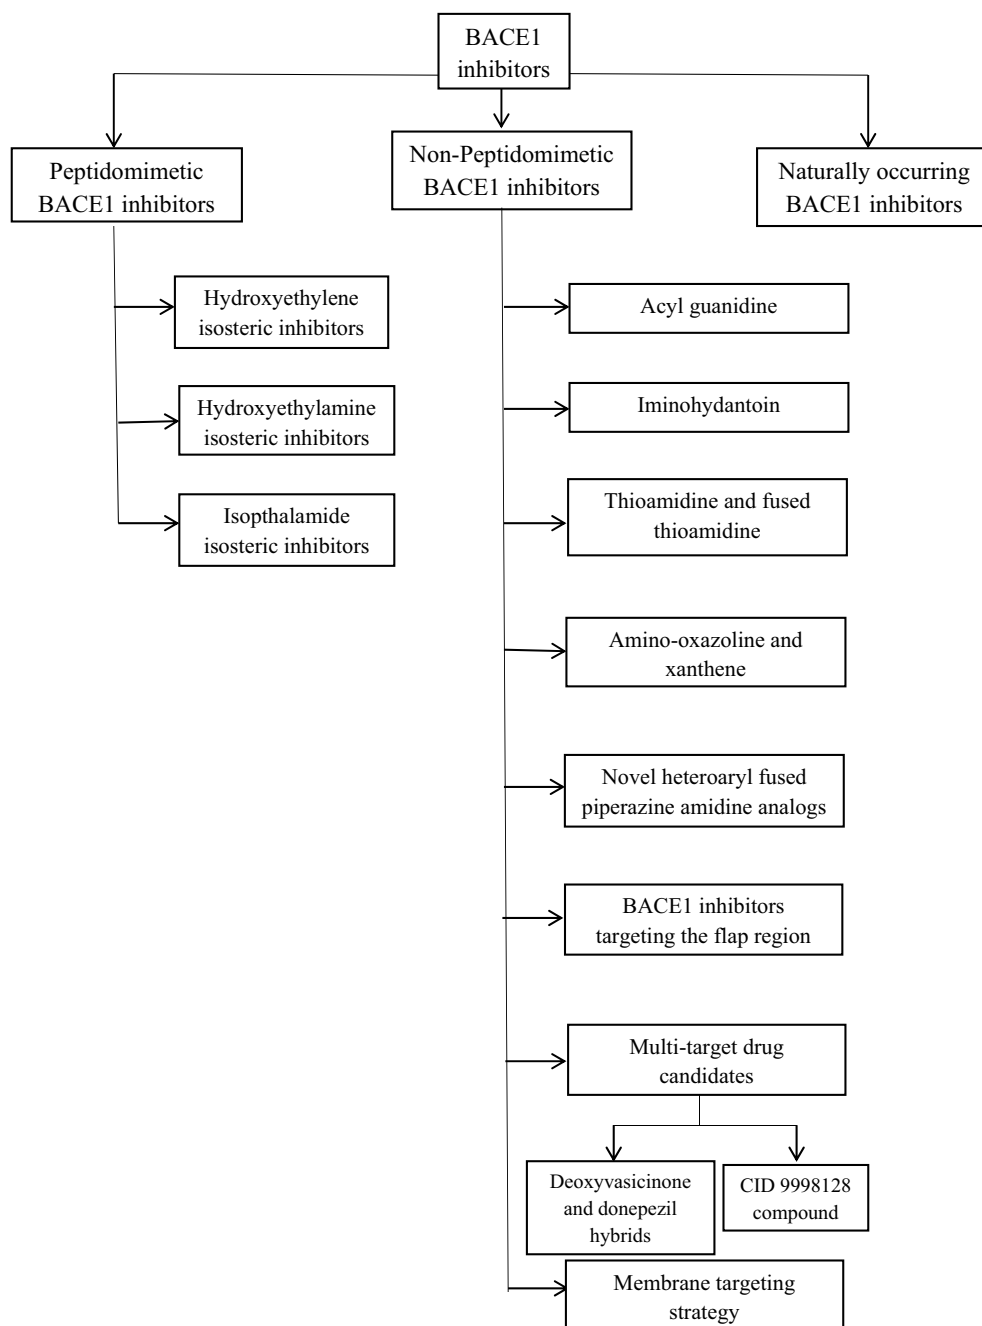 BACE1
inhibitors
Peptidomimetic
BACE1 inhibitors
Non-Peptidomimetic
BACE1 inhibitors
Naturally occurring
BACE1 inhibitors
Hydroxyethylene
isosteric inhibitors
Hydroxyethylamine
isosteric inhibitors
Isopthalamide
isosteric inhibitors
Acyl guanidine
Iminohydantoin
Thioamidine and fused
thioamidine
Amino-oxazoline and
xanthene
Novel heteroaryl fused
piperazine amidine analogs
BACE1 inhibitors
targeting the flap region
Multi-target drug
candidates
Deoxyvasicinone
and donepezil
hybrids
CID 9998128
compound
Membrane targeting
strategy